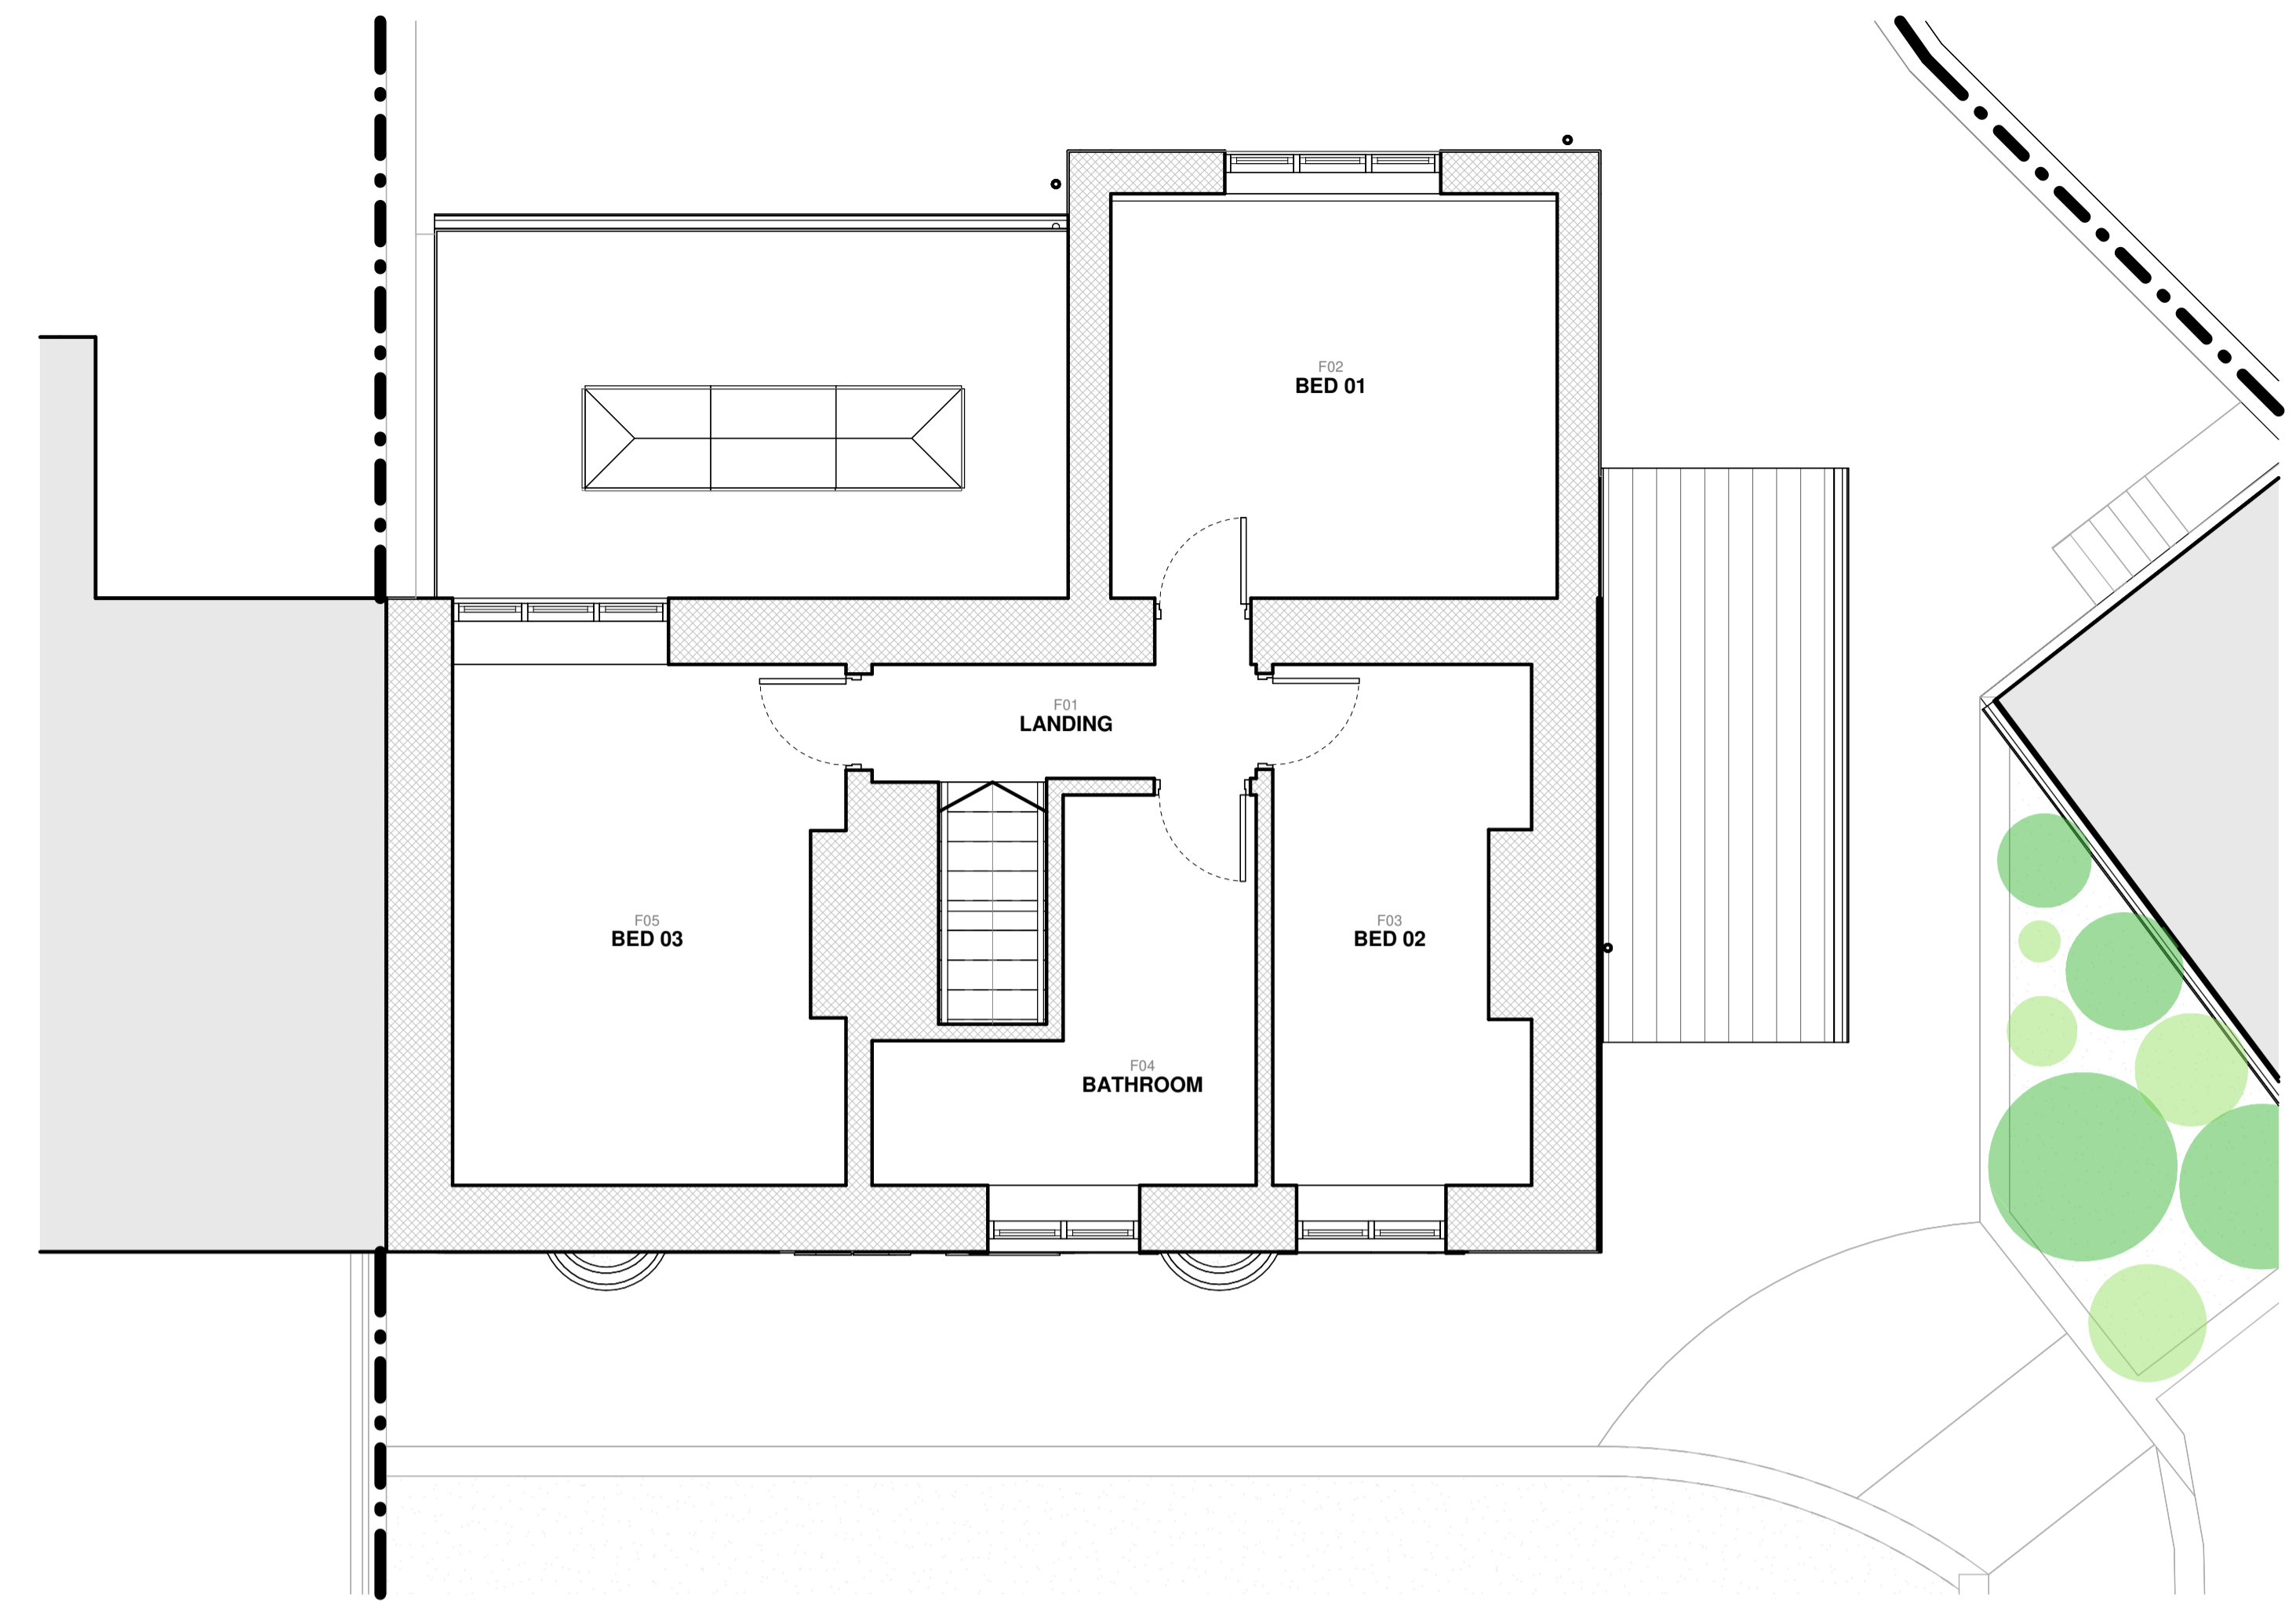 F02
BED 01
F01
LANDING
F05
BED 03
F03
BED 02
F04
BATHROOM